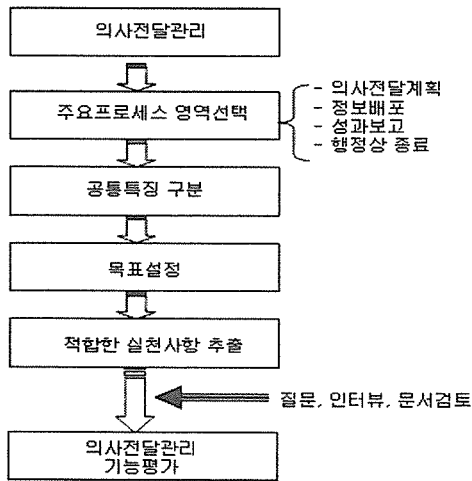 의사전달관리
주요프로세스 영역선택
- 의사전달계획
- 정보배포
- 성과보고
- 행정상 종료
공통특징 구분
목표설정
적합한 실천사항 추출
질문, 인터뷰, 문서검토
의사전달관리
기능평가